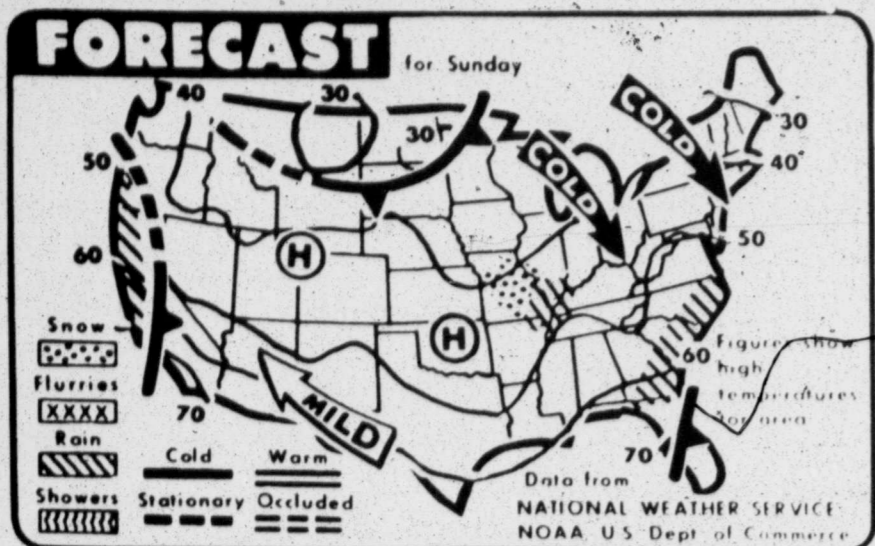 FORECAST
for Sunday
40
30
30
COLD
COLD
30
40°
50
50
60
H
H
Snow
Flurries
XXXX
Rain
Showers
70
MILD
Cold
Warm
Stationary
Occluded
60
70
Figures show
high
temperatures
for area
Data from
NATIONAL WEATHER SERVICE
NOAA, U.S. Dept. of Commerce